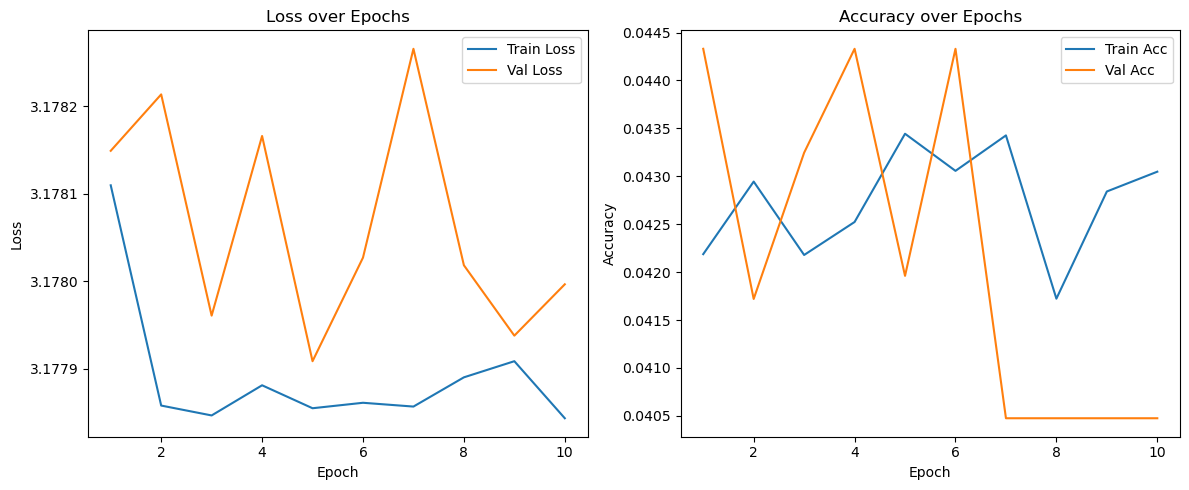 Loss over Epochs
Train Loss
Val Loss
3.1782
3.1781
3.1780
3.1779
Loss
2
4
6
8
10
Epoch
Accuracy over Epochs
Train Acc
Val Acc
0.0445
0.0440
0.0435
0.0430
0.0425
0.0420
0.0415
0.0410
0.0405
Accuracy
2
4
6
8
10
Epoch